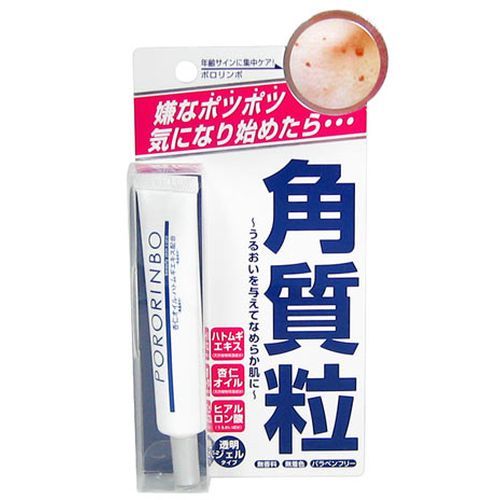 年齢サインに集中ケア!
ポロリンボ
嫌なポツポツ
気になり始めたら・・・
角質粒
~うるおいを与えてなめらか肌に~
PORORINBO
ハトムギ
エキス
杏仁
オイル
ヒアル
ロン酸
透明
ジェル
タイプ
無香料
無着色
パラベンフリー